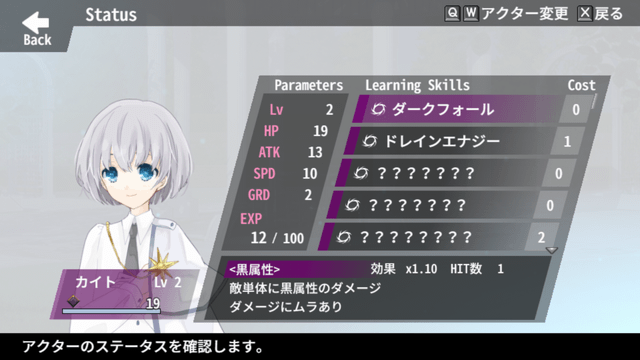 Status
Q W アクター変更 X 戻る
Back
Parameters
Learning Skills
Cost
Lv 2
HP 19
ATK 13
SPD 10
GRD 2
EXP
12 / 100
ダークフォール 0
ドレインエナジー 1
??????? 0
??????? 0
???????? 2
カイト Lv 2
19
<黒属性> 効果 x1.10 HIT数 1
敵単体に黒属性のダメージ
ダメージにムラあり
アクターのステータスを確認します。